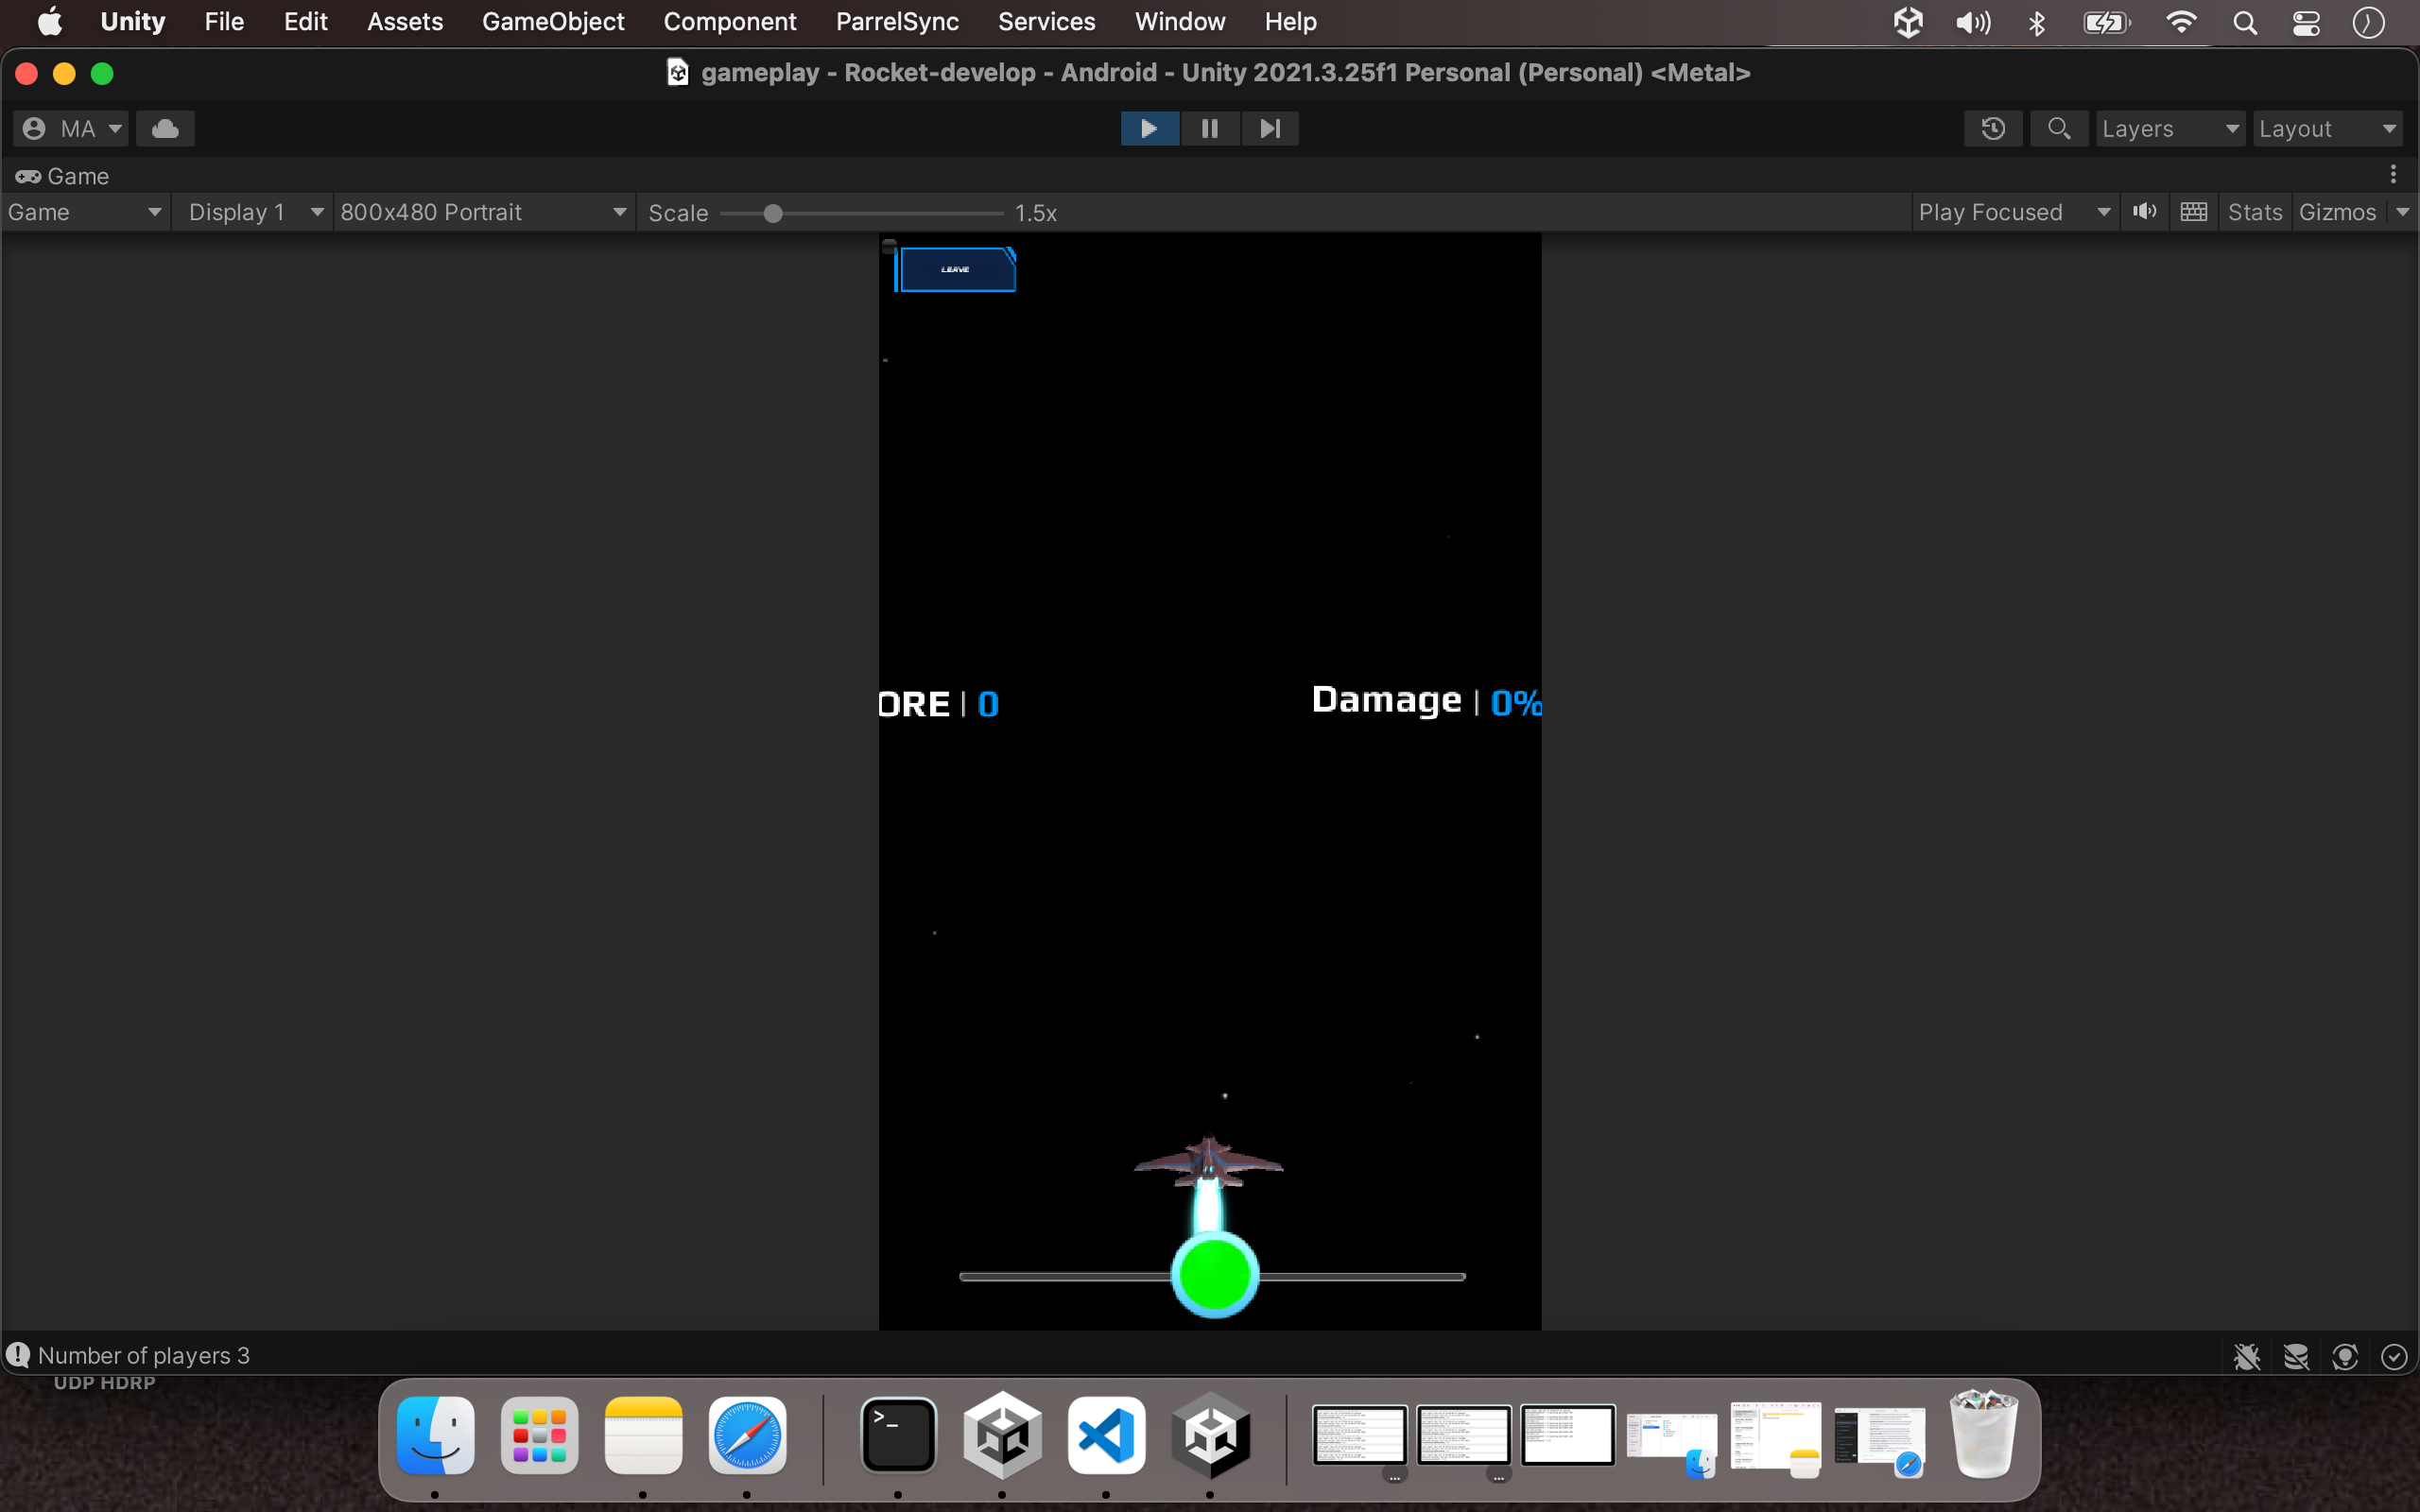 Unity File Edit Assets GameObject Component ParrelSync Services Window Help
gameplay - Rocket-develop - Android - Unity 2021.3.25f1 Personal (Personal) <Metal>
MA Layers Layout
Game
Game Display 1 800x480 Portrait Scale 1.5x Play Focused Stats Gizmos
LEAVE
ORE | 0 Damage | 0%
Number of players 3
UDP HDRP